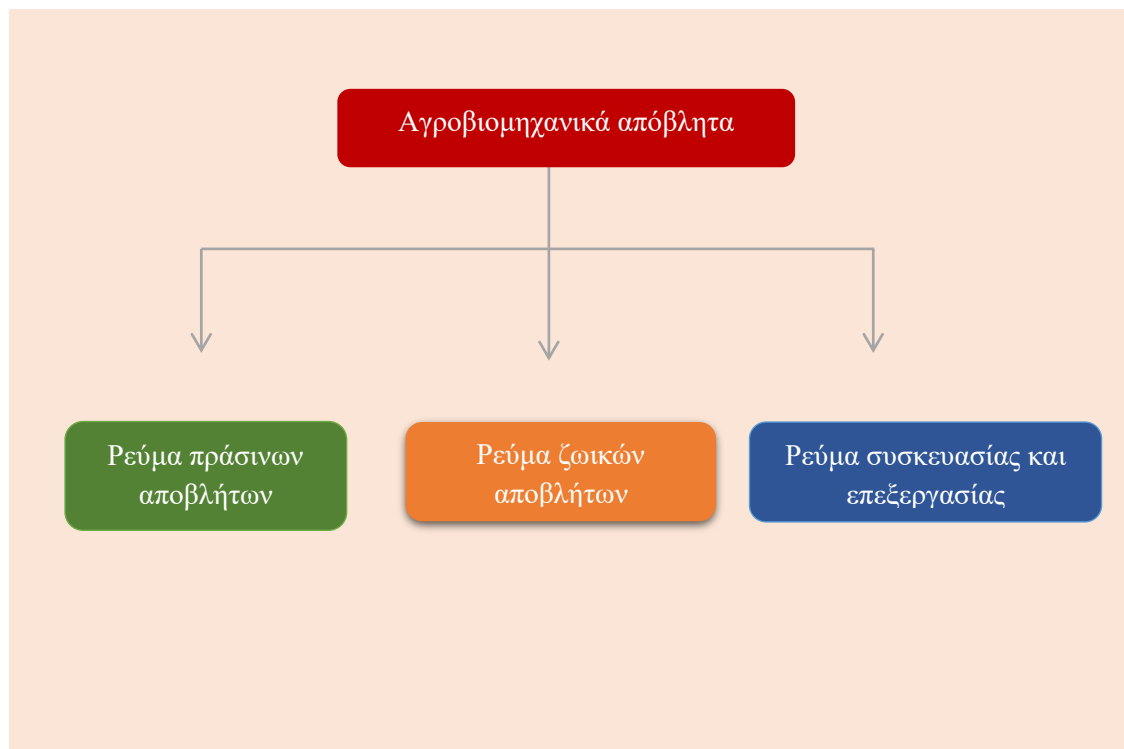 Αγροβιομηχανικά απόβλητα
Ρεύμα πράσινων
αποβλήτων
Ρεύμα ζωικών
αποβλήτων
Ρεύμα συσκευασίας και
επεξεργασίας